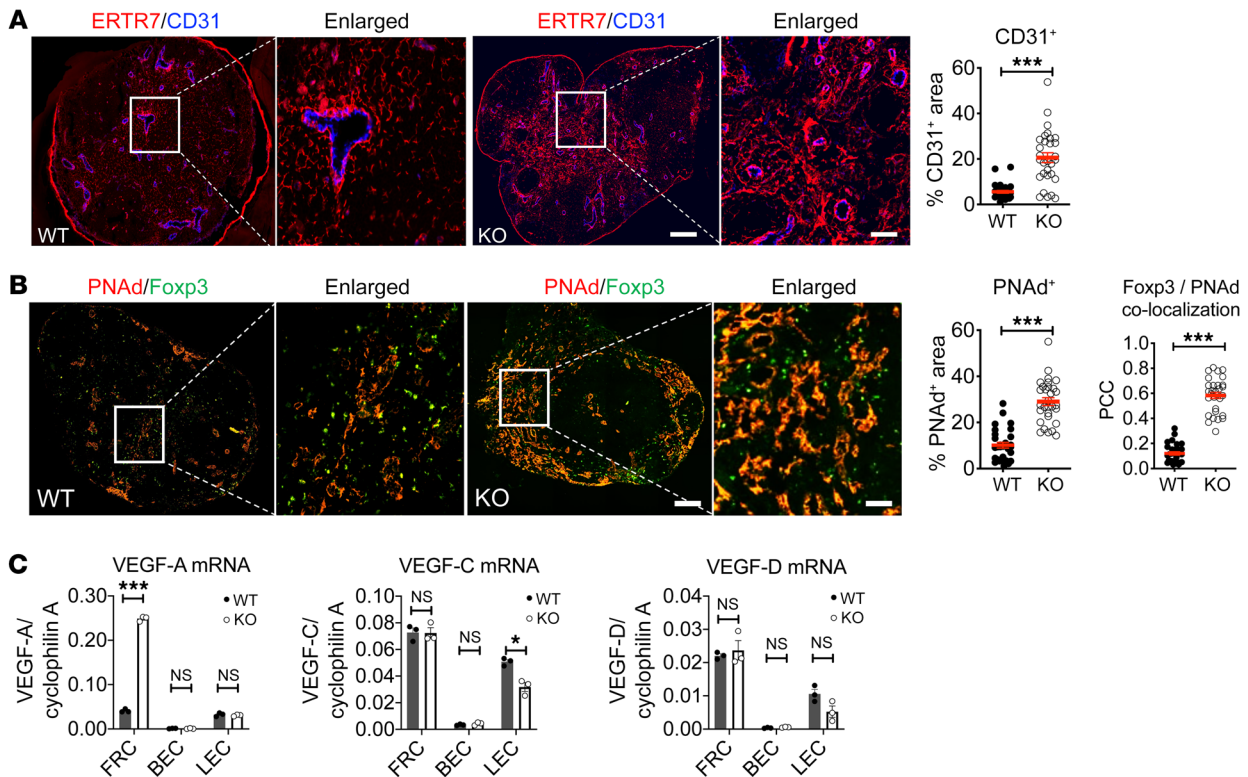 A
ERTR7/CD31
Enlarged
ERTR7/CD31
Enlarged
WT
KO
CD31⁺
***
% CD31⁺ area
60
40
20
0
WT
KO
B
PNAd/Foxp3
Enlarged
PNAd/Foxp3
Enlarged
WT
KO
PNAd⁺
***
% PNAd⁺ area
60
40
20
0
WT
KO
Foxp3 / PNAd
co-localization
***
PCC
1.0
0.8
0.6
0.4
0.2
0.0
WT
KO
C
VEGF-A mRNA
***
NS
NS
WT
KO
VEGF-A/
cyclophilin A
0.30
0.20
0.10
0.00
FRC
BEC
LEC
VEGF-C mRNA
NS
NS
*
WT
KO
VEGF-C/
cyclophilin A
0.10
0.08
0.06
0.04
0.02
0.00
FRC
BEC
LEC
VEGF-D mRNA
NS
NS
NS
WT
KO
VEGF-D/
cyclophilin A
0.04
0.03
0.02
0.01
0.00
FRC
BEC
LEC